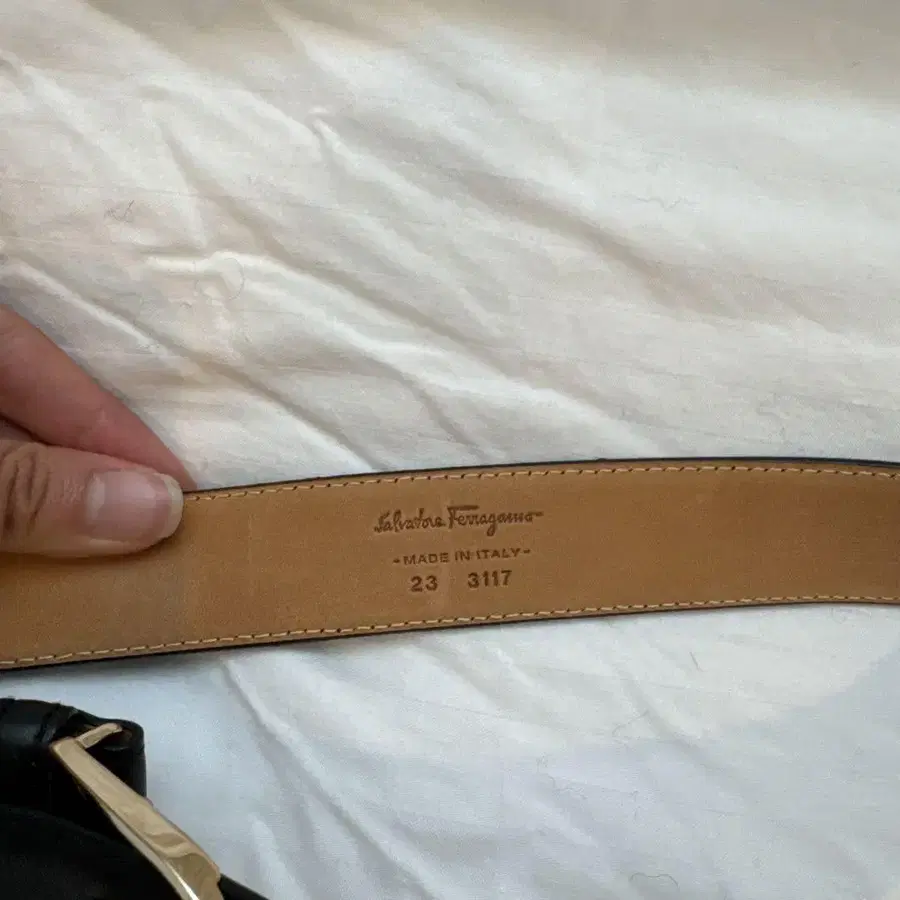 Salvatore Ferragamo
-MADE IN ITALY-
23 3117